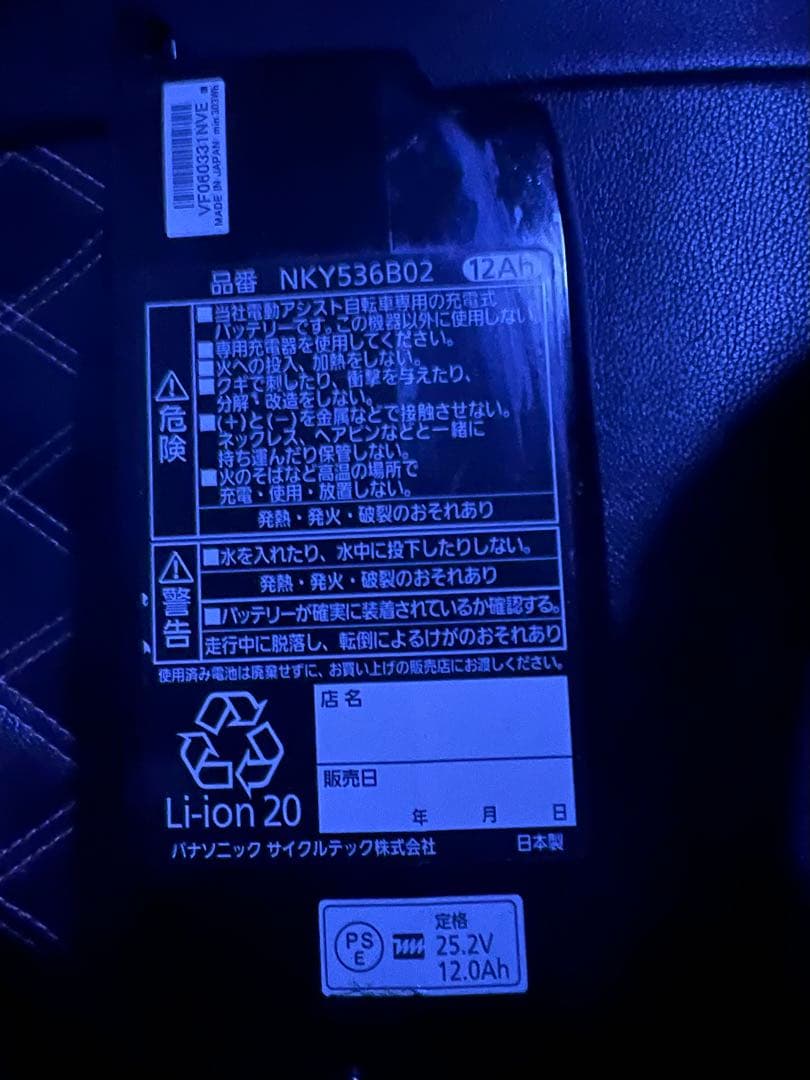 VF060331NVE
MADE IN JAPAN min.303Wh
品番 NKY536B02 12Ah
危険
■当社電動アシスト自転車専用の充電式
バッテリーです。この機器以外に使用しない。
■専用充電器を使用してください。
■火への投入、加熱をしない。
■クギで刺したり、衝撃を与えたり、
分解・改造をしない。
■(+)と(−)を金属などで接触させない。
ネックレス、ヘアピンなどと一緒に
持ち運んだり保管しない。
■火のそばなど高温の場所で
充電・使用・放置しない。
発熱・発火・破裂のおそれあり
警告
■水を入れたり、水中に投下したりしない。
発熱・発火・破裂のおそれあり
■バッテリーが確実に装着されているか確認する。
走行中に脱落し、転倒によるけがのおそれあり
使用済み電池は廃棄せずに、お買い上げの販売店にお渡しください。
店名
販売日
年 月 日
Li-ion 20
パナソニック サイクルテック株式会社 日本製
PS
E
定格
25.2V
12.0Ah